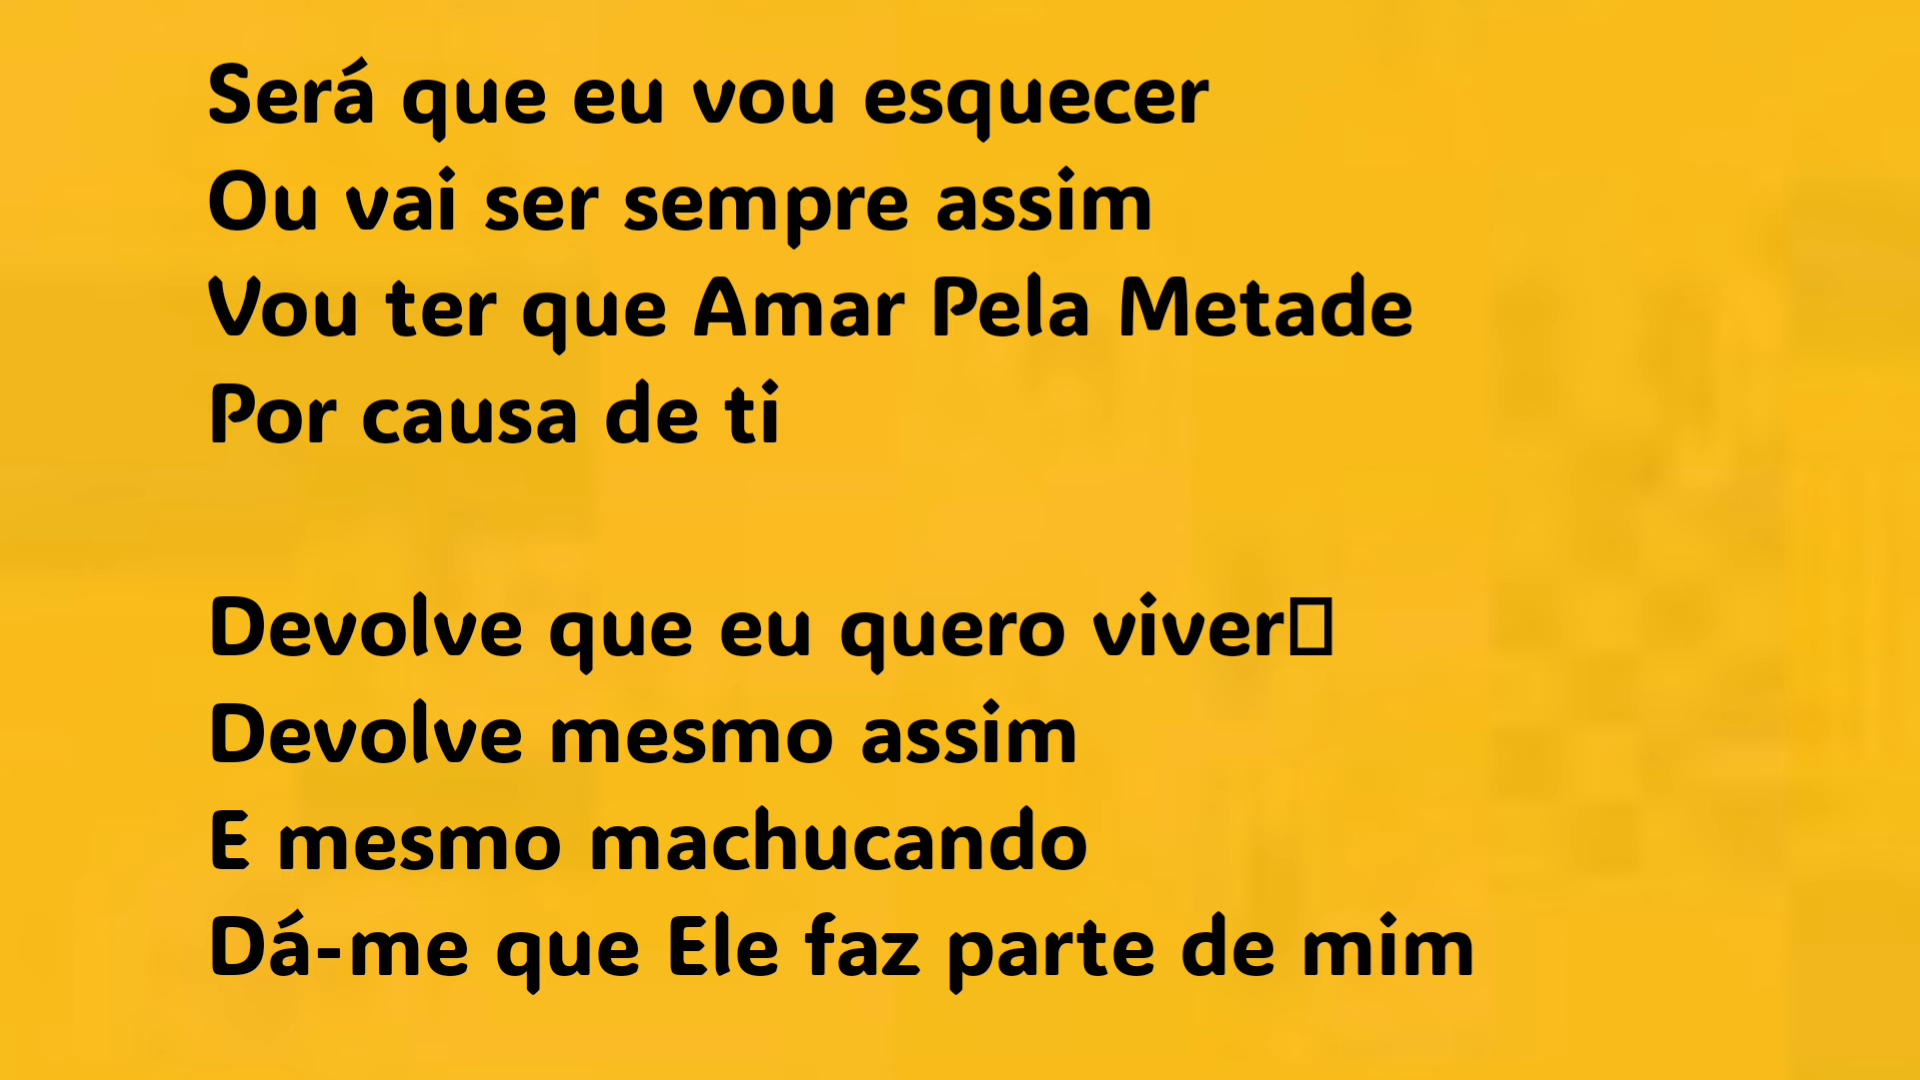 Será que eu vou esquecer
Ou vai ser sempre assim
Vou ter que Amar Pela Metade
Por causa de ti
Devolve que eu quero viver
Devolve mesmo assim
E mesmo machucando
Dá-me que Ele faz parte de mim